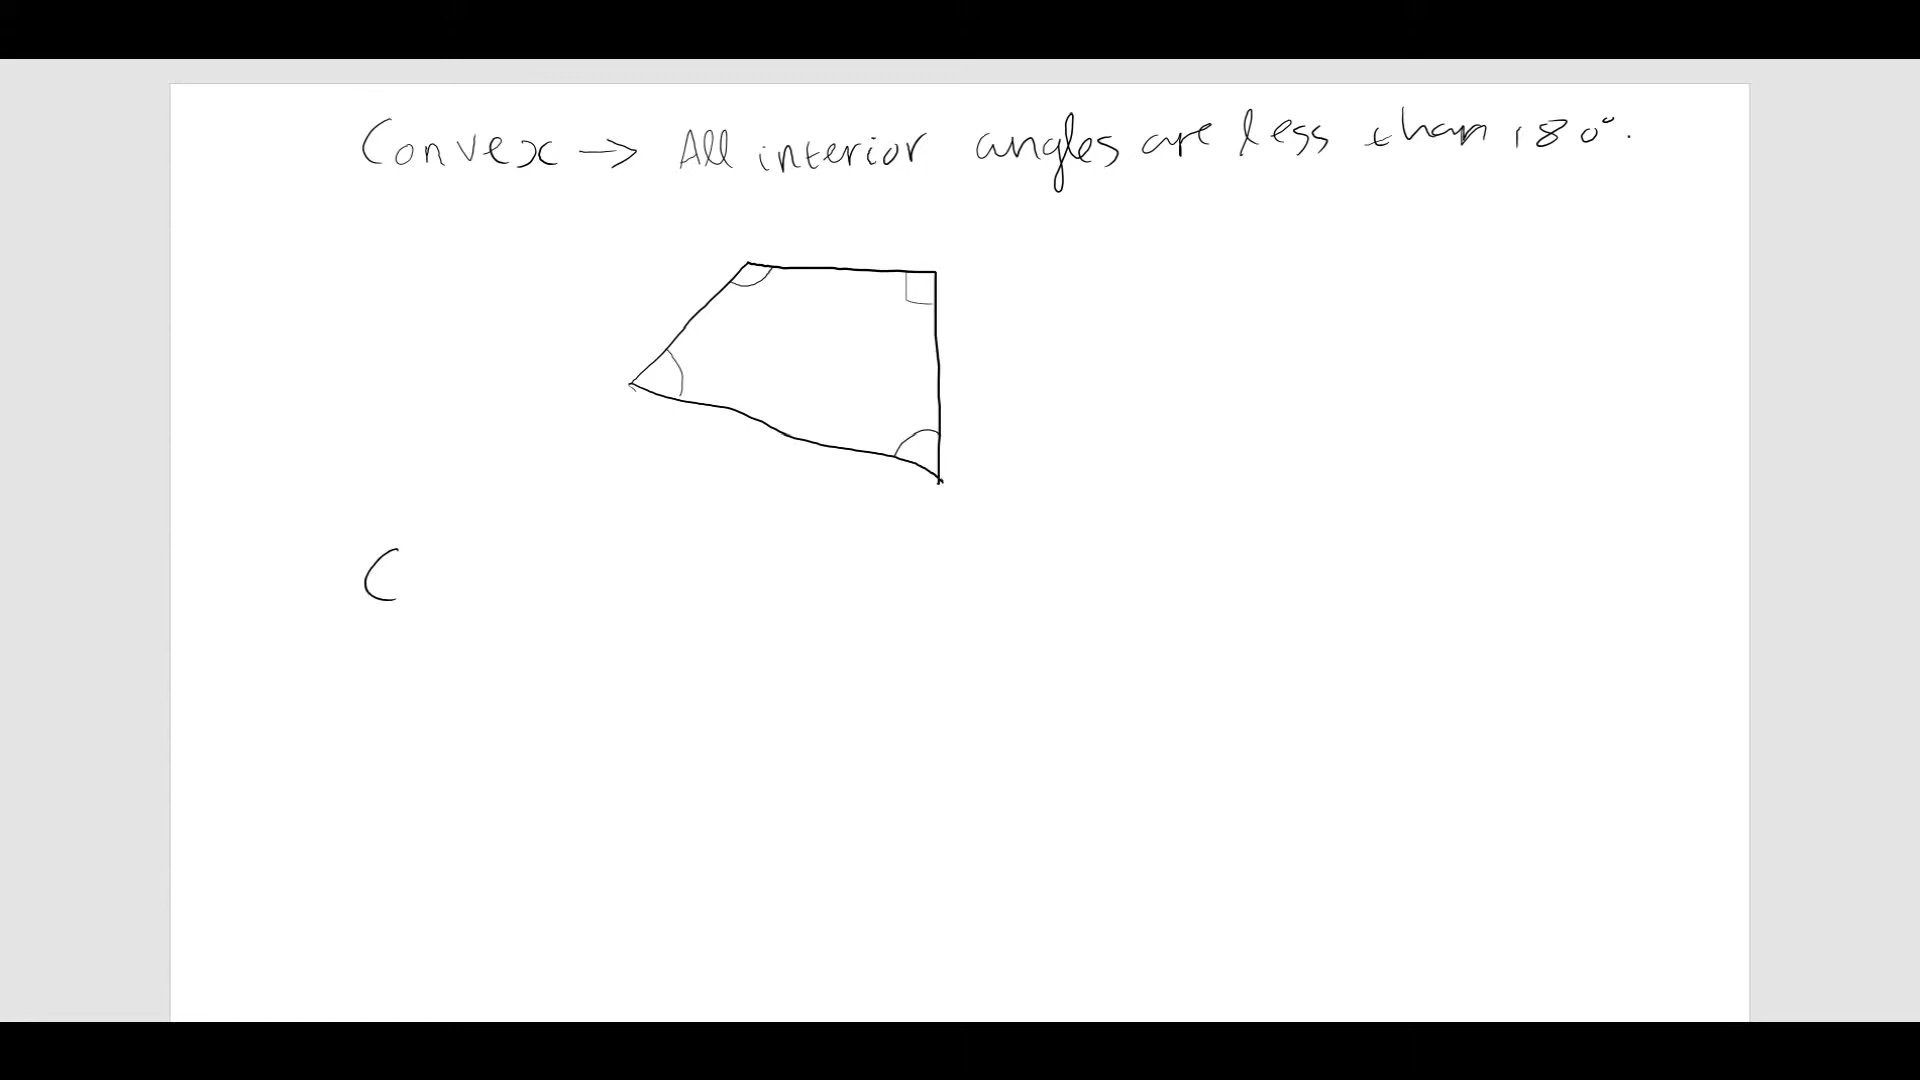 Convex → All interior angles are less than 180°.
C